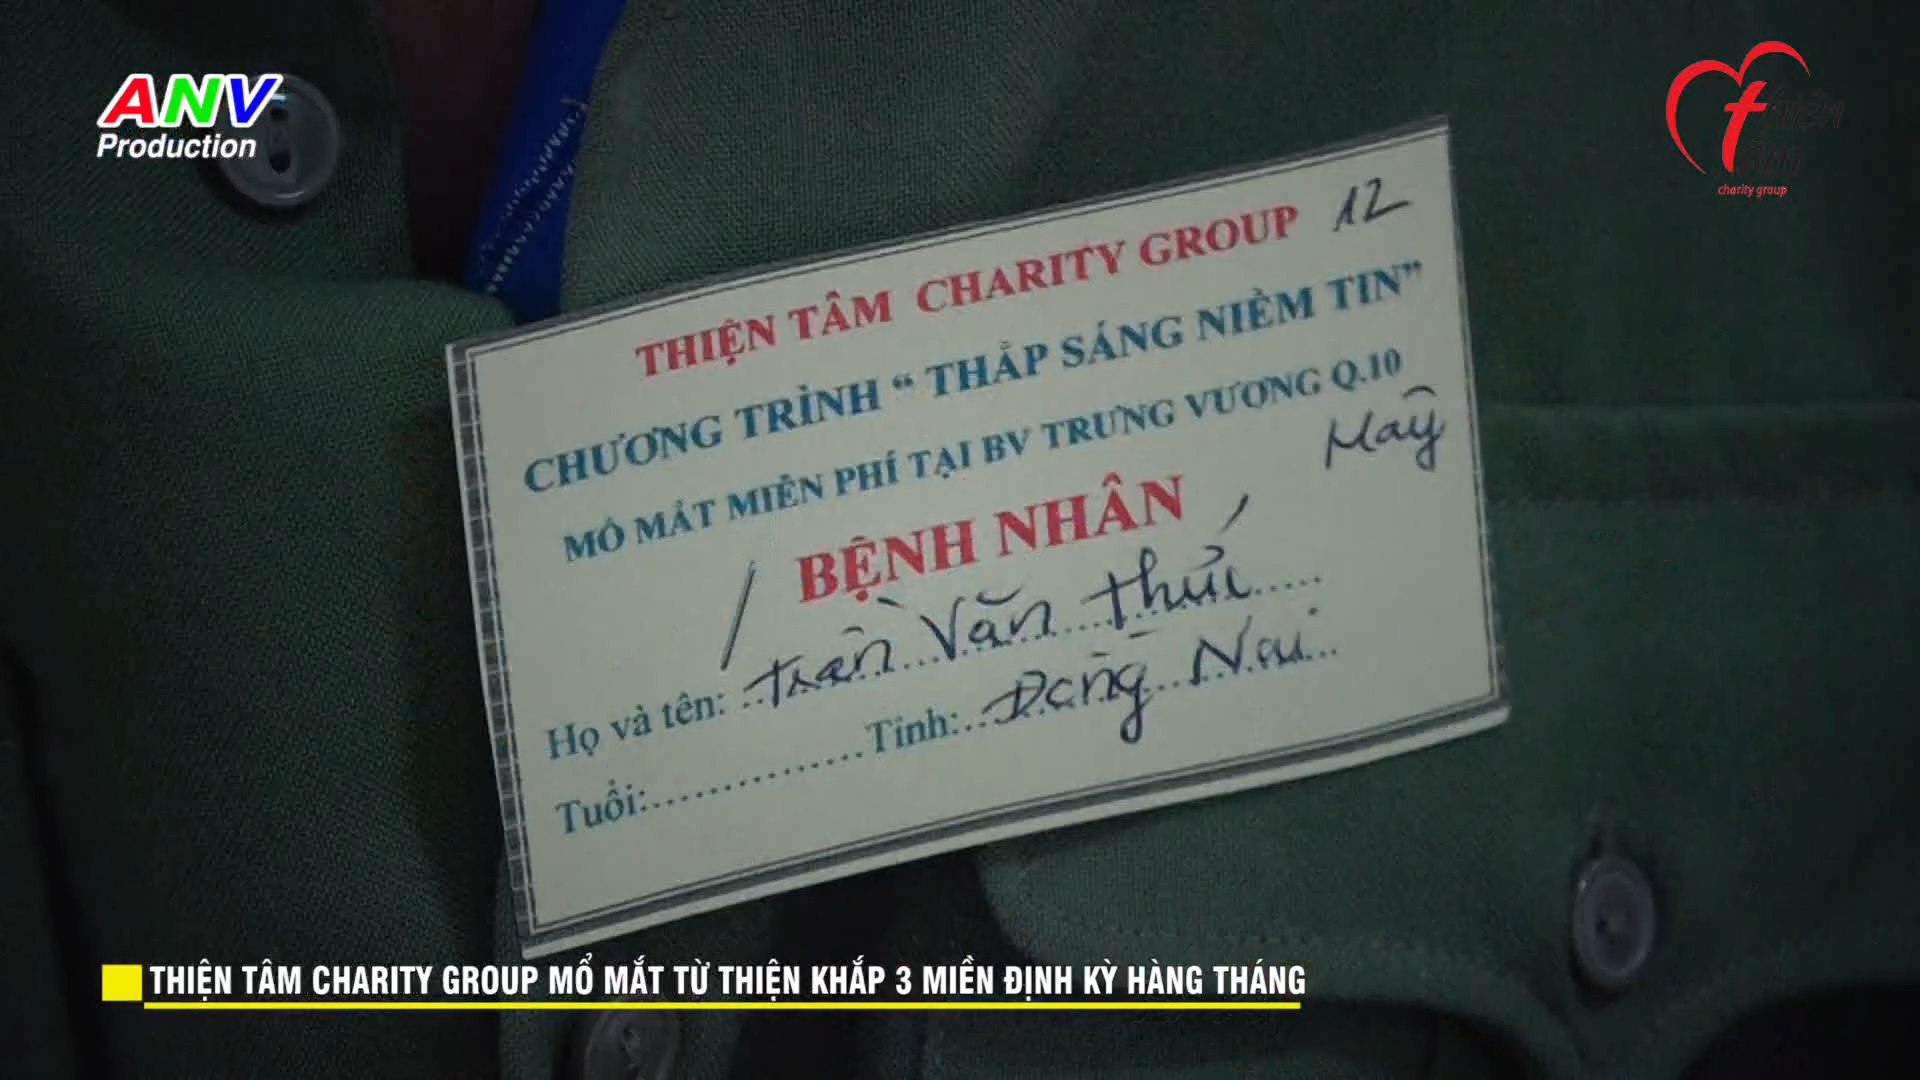 ANV
Production
thiện
tâm
charity group
12
THIỆN TÂM CHARITY GROUP
CHƯƠNG TRÌNH “ THẮP SÁNG NIỀM TIN”
MỔ MẮT MIỄN PHÍ TẠI BV TRƯNG VƯƠNG Q.10
BỆNH NHÂN
Họ và tên: Trần Văn
Tuổi: Tỉnh: Đồng Nai
THIỆN TÂM CHARITY GROUP MỔ MẮT TỪ THIỆN KHẮP 3 MIỀN ĐỊNH KỲ HÀNG THÁNG